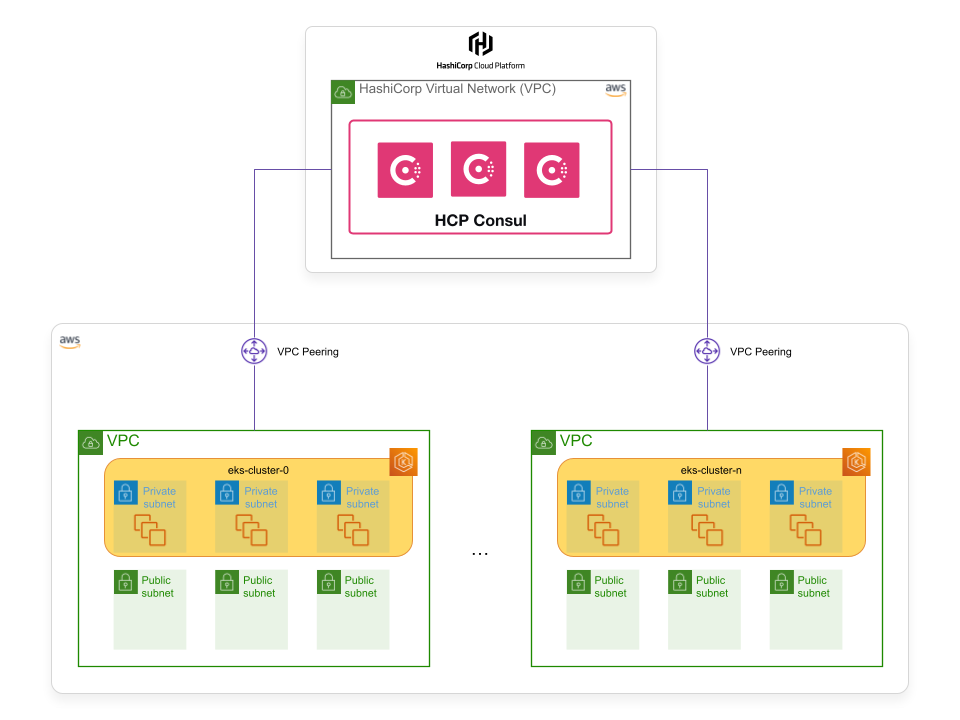 HashiCorp Cloud Platform
HashiCorp Virtual Network (VPC)
aws
HCP Consul
aws
VPC Peering
VPC Peering
VPC
eks-cluster-0
Private
subnet
Private
subnet
Private
subnet
Public
subnet
Public
subnet
Public
subnet
...
VPC
eks-cluster-n
Private
subnet
Private
subnet
Private
subnet
Public
subnet
Public
subnet
Public
subnet